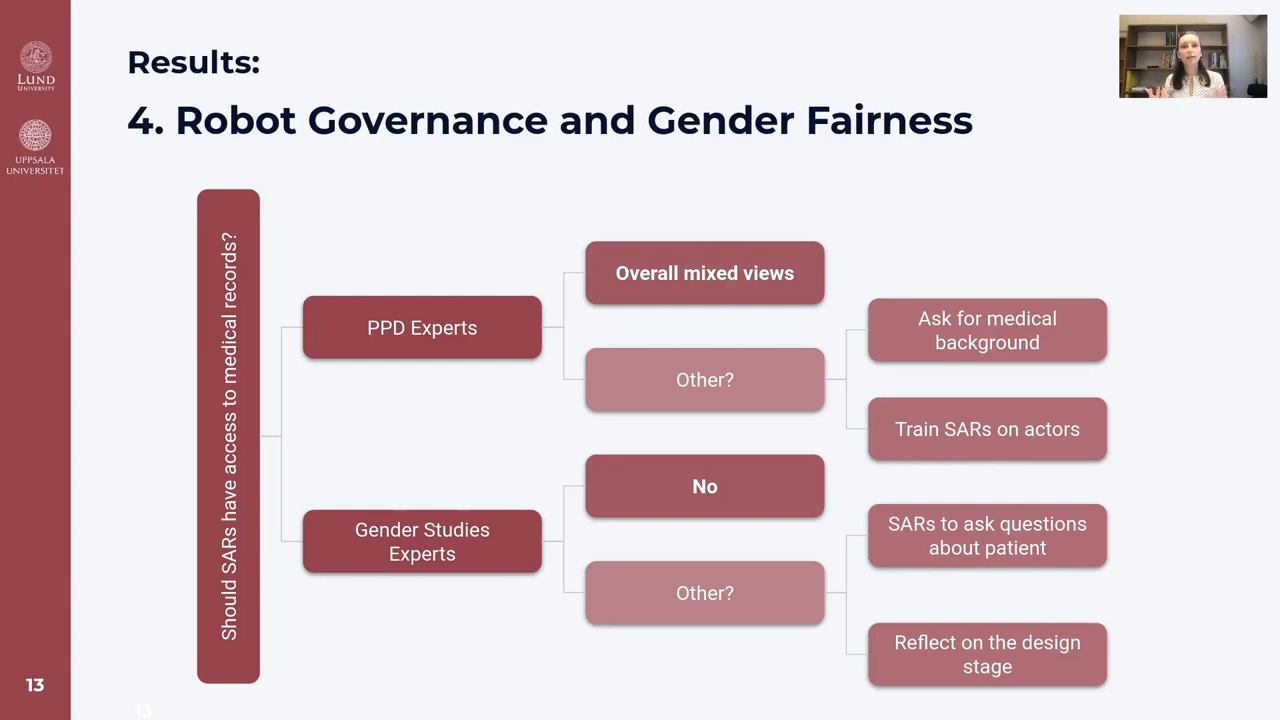 LUND
UNIVERSITY
UPPSALA
UNIVERSITET
Results:
4. Robot Governance and Gender Fairness
Should SARs have access to medical records?
PPD Experts
Overall mixed views
Other?
Ask for medical
background
Train SARs on actors
Gender Studies
Experts
No
Other?
SARs to ask questions
about patient
Reflect on the design
stage
13
13